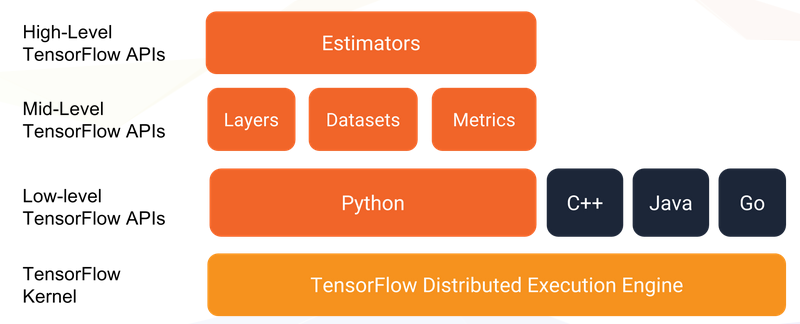 High-Level
TensorFlow APIs
Estimators
Mid-Level
TensorFlow APIs
Layers
Datasets
Metrics
Low-level
TensorFlow APIs
Python
C++
Java
Go
TensorFlow
Kernel
TensorFlow Distributed Execution Engine